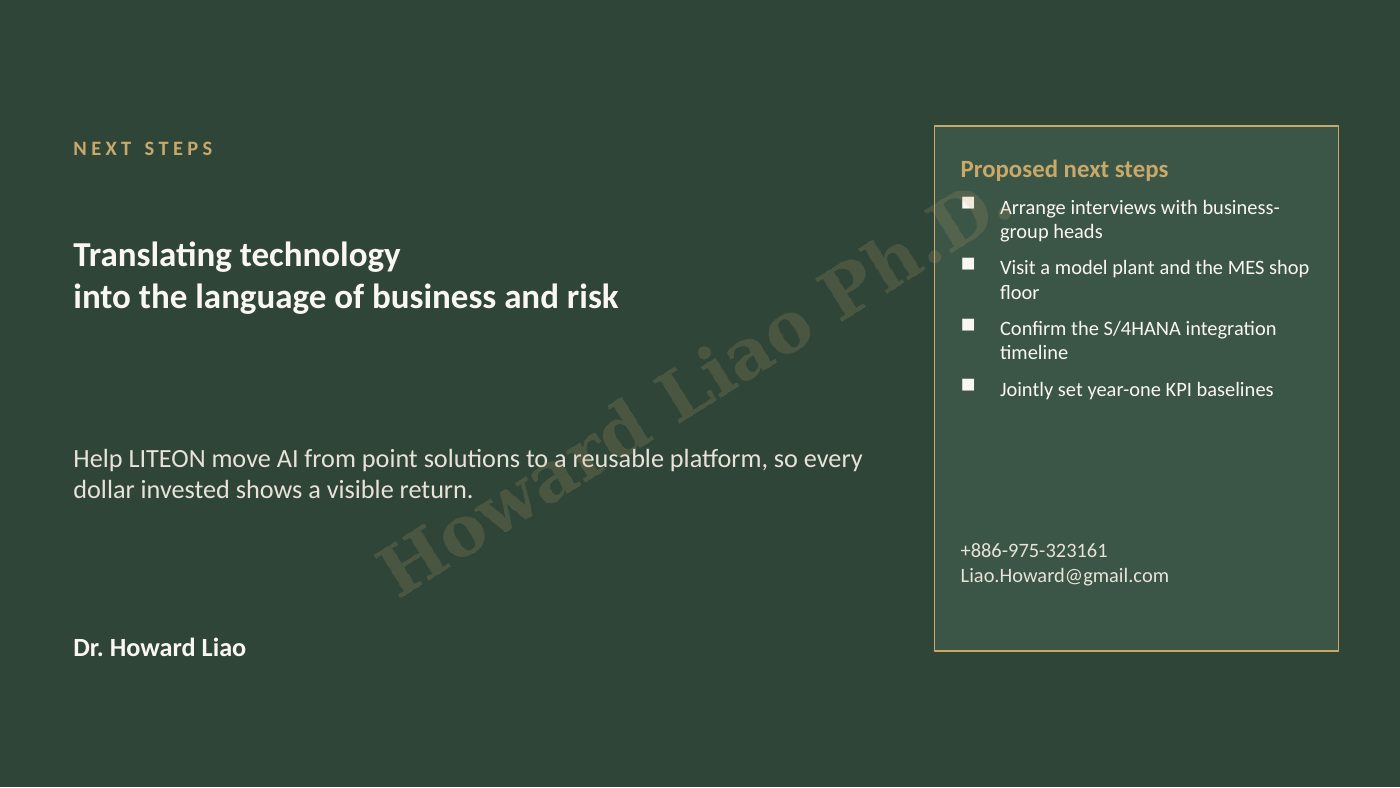 NEXT STEPS
Translating technology
into the language of business and risk
Help LITEON move AI from point solutions to a reusable platform, so every
dollar invested shows a visible return.
Dr. Howard Liao
Proposed next steps
Arrange interviews with business-
group heads
Visit a model plant and the MES shop
floor
Confirm the S/4HANA integration
timeline
Jointly set year-one KPI baselines
+886-975-323161
Liao.Howard@gmail.com
Howard Liao Ph.D.